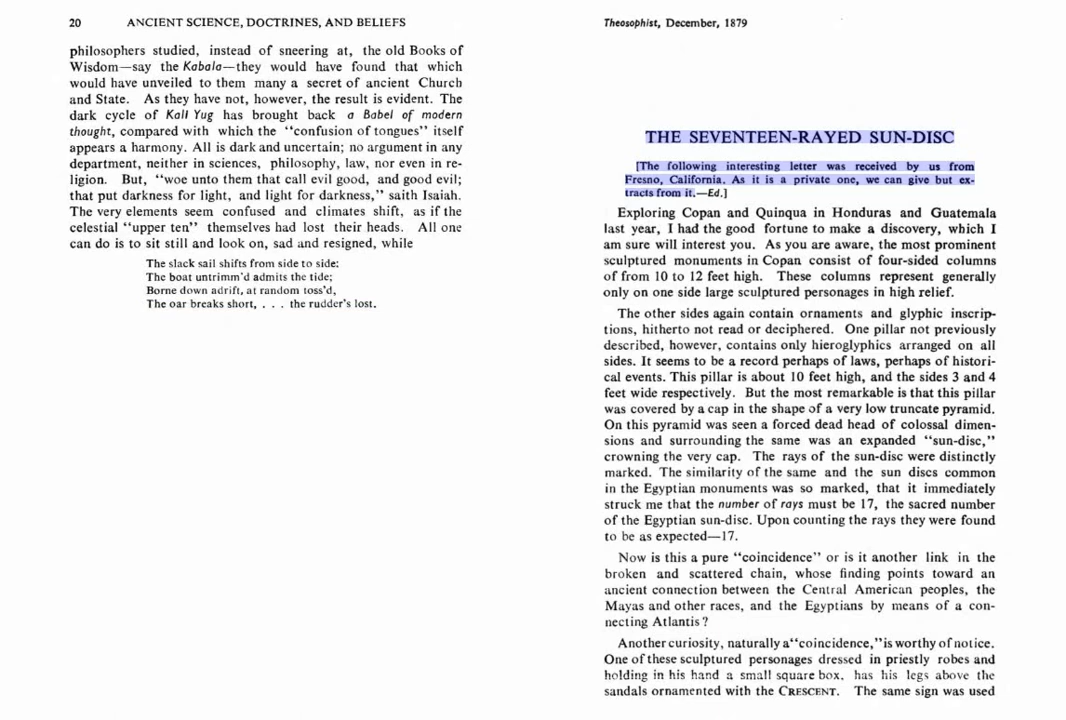 20 ANCIENT SCIENCE, DOCTRINES, AND BELIEFS
philosophers studied, instead of sneering at, the old Books of
Wisdom—say the Kabala—they would have found that which
would have unveiled to them many a secret of ancient Church
and State. As they have not, however, the result is evident. The
dark cycle of Kali Yug has brought back a Babel of modern
thought, compared with which the "confusion of tongues" itself
appears a harmony. All is dark and uncertain; no argument in any
department, neither in sciences, philosophy, law, nor even in re-
ligion. But, "woe unto them that call evil good, and good evil;
that put darkness for light, and light for darkness," saith Isaiah.
The very elements seem confused and climates shift, as if the
celestial "upper ten" themselves had lost their heads. All one
can do is to sit still and look on, sad and resigned, while
The slack sail shifts from side to side:
The boat untrimm'd admits the tide;
Borne down adrift, at random toss'd,
The oar breaks short, . . . the rudder's lost.
Theosophist, December, 1879
THE SEVENTEEN-RAYED SUN-DISC
[The following interesting letter was received by us from
Fresno, California. As it is a private one, we can give but ex-
tracts from it.—Ed.]
Exploring Copan and Quinqua in Honduras and Guatemala
last year, I had the good fortune to make a discovery, which I
am sure will interest you. As you are aware, the most prominent
sculptured monuments in Copan consist of four-sided columns
of from 10 to 12 feet high. These columns represent generally
only on one side large sculptured personages in high relief.
The other sides again contain ornaments and glyphic inscrip-
tions, hitherto not read or deciphered. One pillar not previously
described, however, contains only hieroglyphics arranged on all
sides. It seems to be a record perhaps of laws, perhaps of histori-
cal events. This pillar is about 10 feet high, and the sides 3 and 4
feet wide respectively. But the most remarkable is that this pillar
was covered by a cap in the shape of a very low truncate pyramid.
On this pyramid was seen a forced dead head of colossal dimen-
sions and surrounding the same was an expanded "sun-disc,"
crowning the very cap. The rays of the sun-disc were distinctly
marked. The similarity of the same and the sun discs common
in the Egyptian monuments was so marked, that it immediately
struck me that the number of rays must be 17, the sacred number
of the Egyptian sun-disc. Upon counting the rays they were found
to be as expected—17.
Now is this a pure "coincidence" or is it another link in the
broken and scattered chain, whose finding points toward an
ancient connection between the Central American peoples, the
Mayas and other races, and the Egyptians by means of a con-
necting Atlantis?
Another curiosity, naturally a "coincidence," is worthy of notice.
One of these sculptured personages dressed in priestly robes and
holding in his hand a small square box, has his legs above the
sandals ornamented with the CRESCENT. The same sign was used